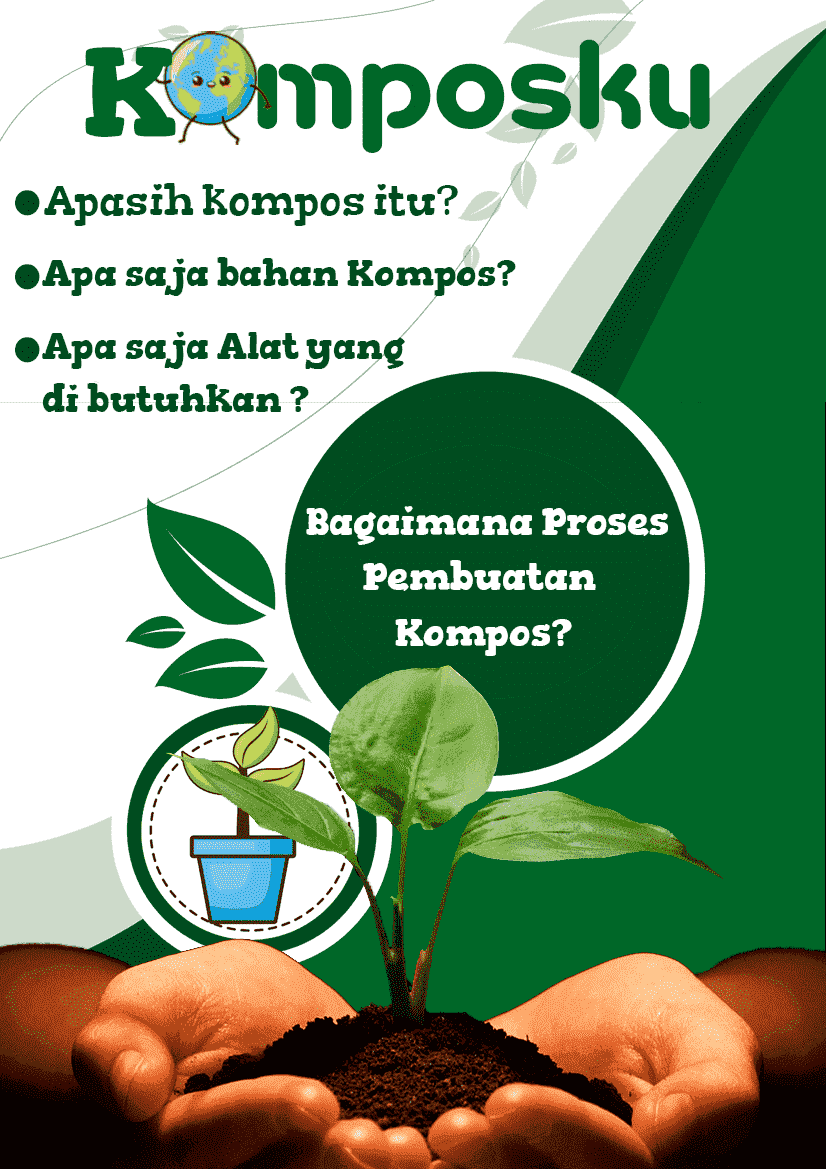 Komposku
Apasih kompos itu?
Apa saja bahan Kompos?
Apa saja Alat yang
di butuhkan ?
Bagaimana Proses
Pembuatan
Kompos?